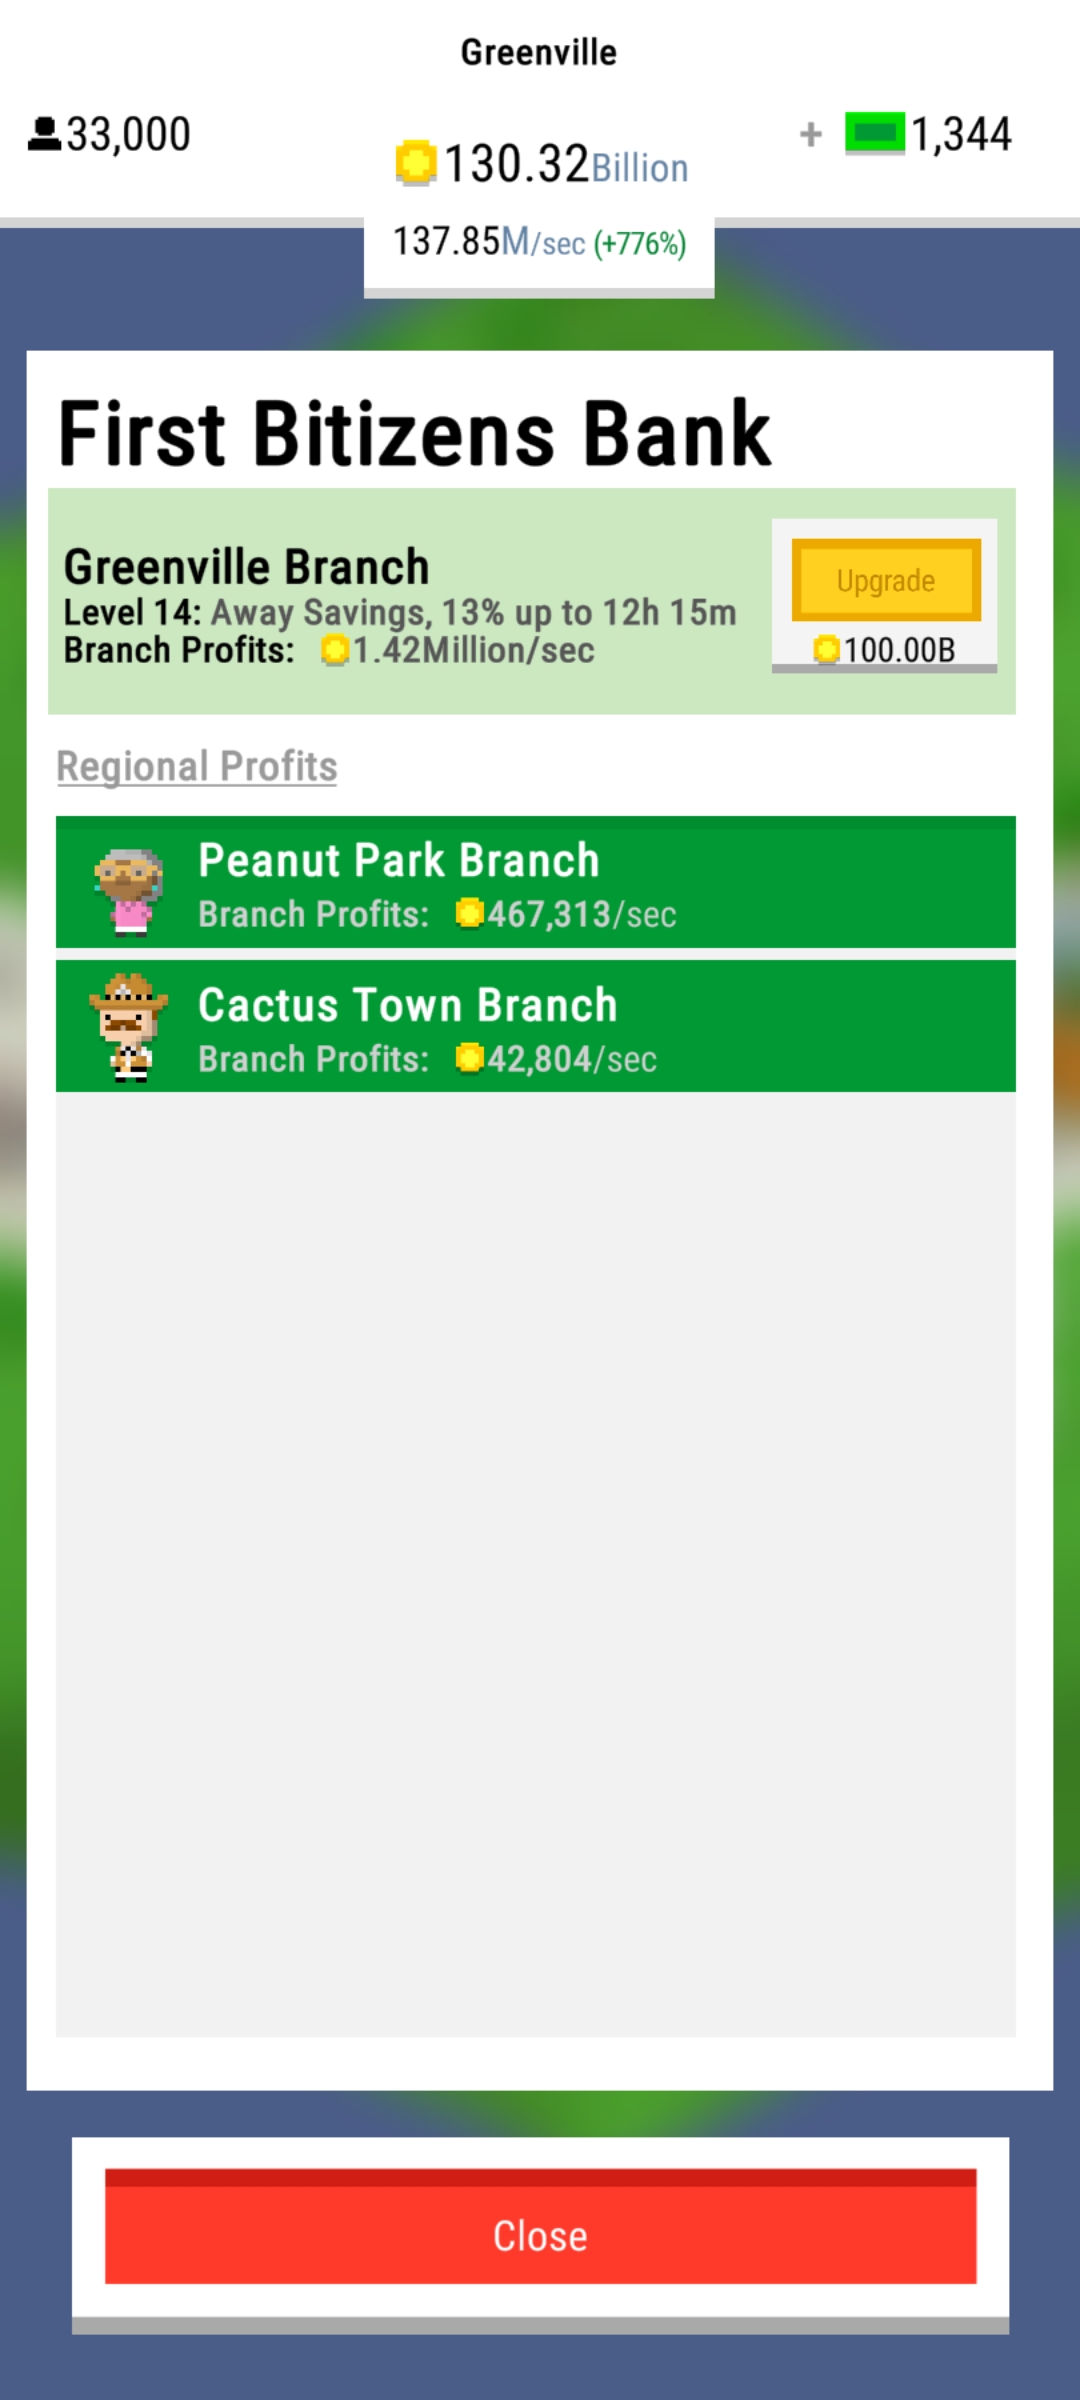 Greenville
33,000
130.32Billion
+ 1,344
137.85M/sec (+776%)
First Bitizens Bank
Greenville Branch
Level 14: Away Savings, 13% up to 12h 15m
Branch Profits: 1.42Million/sec
Upgrade
100.00B
Regional Profits
Peanut Park Branch
Branch Profits: 467,313/sec
Cactus Town Branch
Branch Profits: 42,804/sec
Close